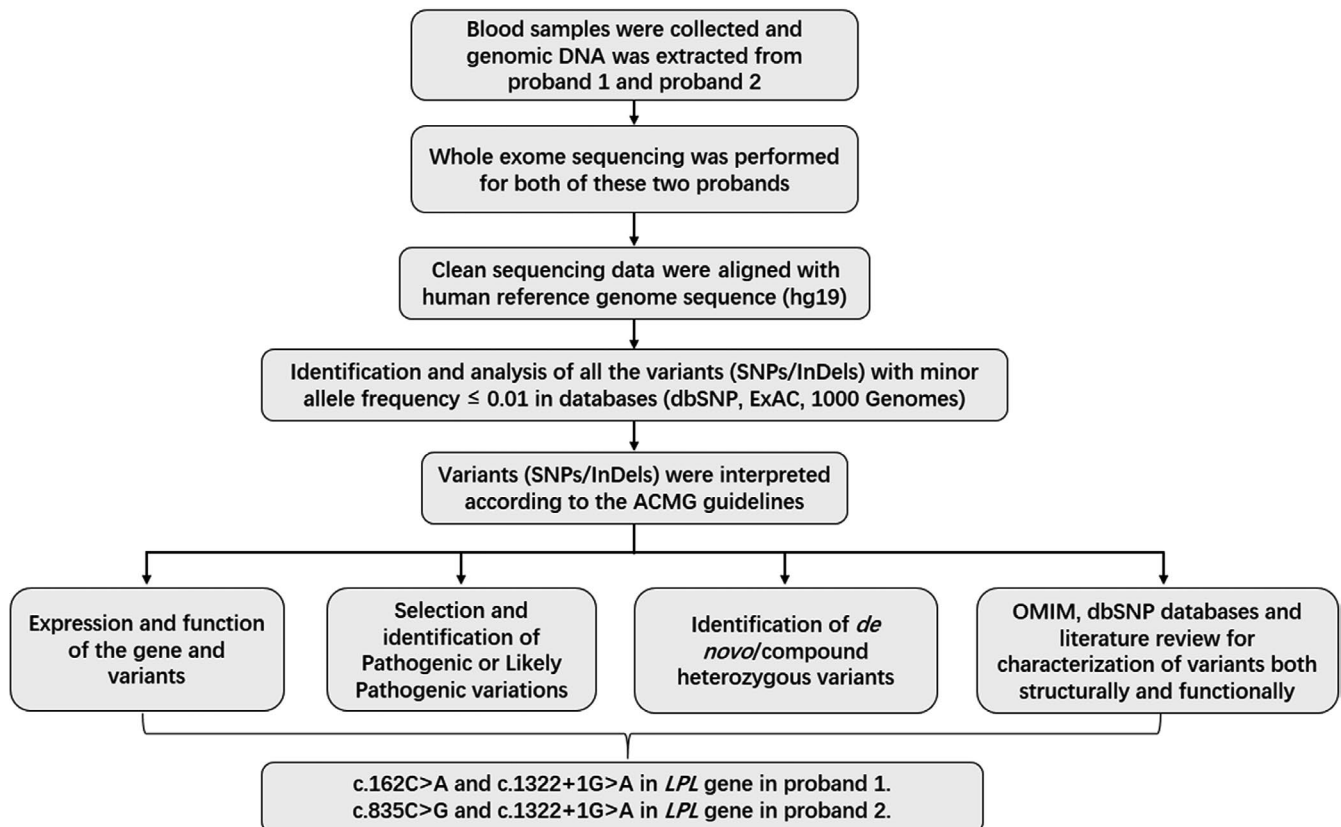 Blood samples were collected and
genomic DNA was extracted from
proband 1 and proband 2
Whole exome sequencing was performed
for both of these two probands
Clean sequencing data were aligned with
human reference genome sequence (hg19)
Identification and analysis of all the variants (SNPs/InDels) with minor
allele frequency ≤ 0.01 in databases (dbSNP, ExAC, 1000 Genomes)
Variants (SNPs/InDels) were interpreted
according to the ACMG guidelines
Expression and function
of the gene and
variants
Selection and
identification of
Pathogenic or Likely
Pathogenic variations
Identification of de
novo/compound
heterozygous variants
OMIM, dbSNP databases and
literature review for
characterization of variants both
structurally and functionally
c.162C>A and c.1322+1G>A in LPL gene in proband 1.
c.835C>G and c.1322+1G>A in LPL gene in proband 2.